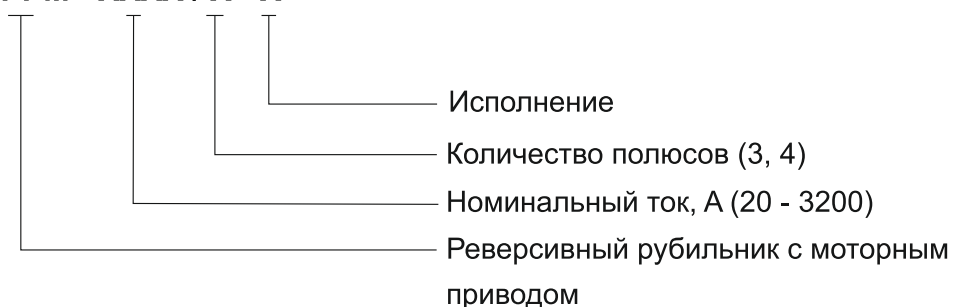 Исполнение
Количество полюсов (3, 4)
Номинальный ток, А (20 - 3200)
Реверсивный рубильник с моторным
приводом